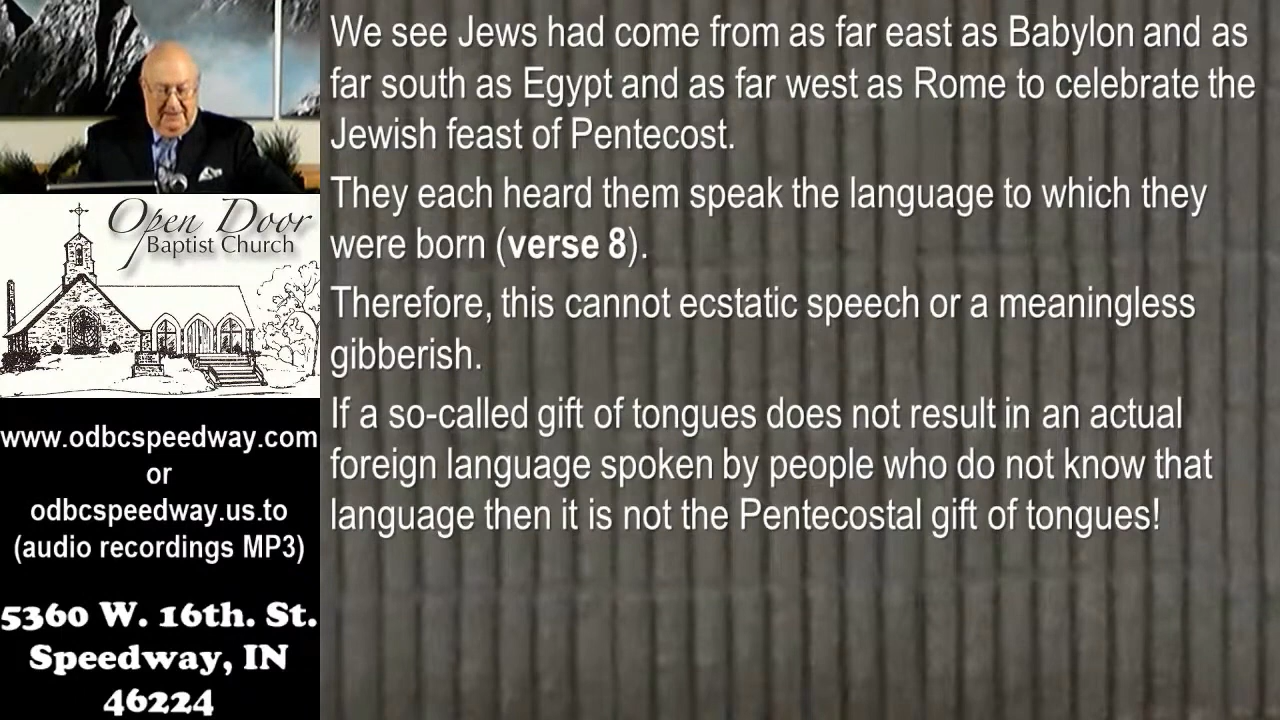 We see Jews had come from as far east as Babylon and as
far south as Egypt and as far west as Rome to celebrate the
Jewish feast of Pentecost.
They each heard them speak the language to which they
were born (verse 8).
Therefore, this cannot ecstatic speech or a meaningless
gibberish.
If a so-called gift of tongues does not result in an actual
foreign language spoken by people who do not know that
language then it is not the Pentecostal gift of tongues!
Open Door
Baptist Church
www.odbcspeedway.com
or
odbcspeedway.us.to
(audio recordings MP3)
5360 W. 16th. St.
Speedway, IN
46224